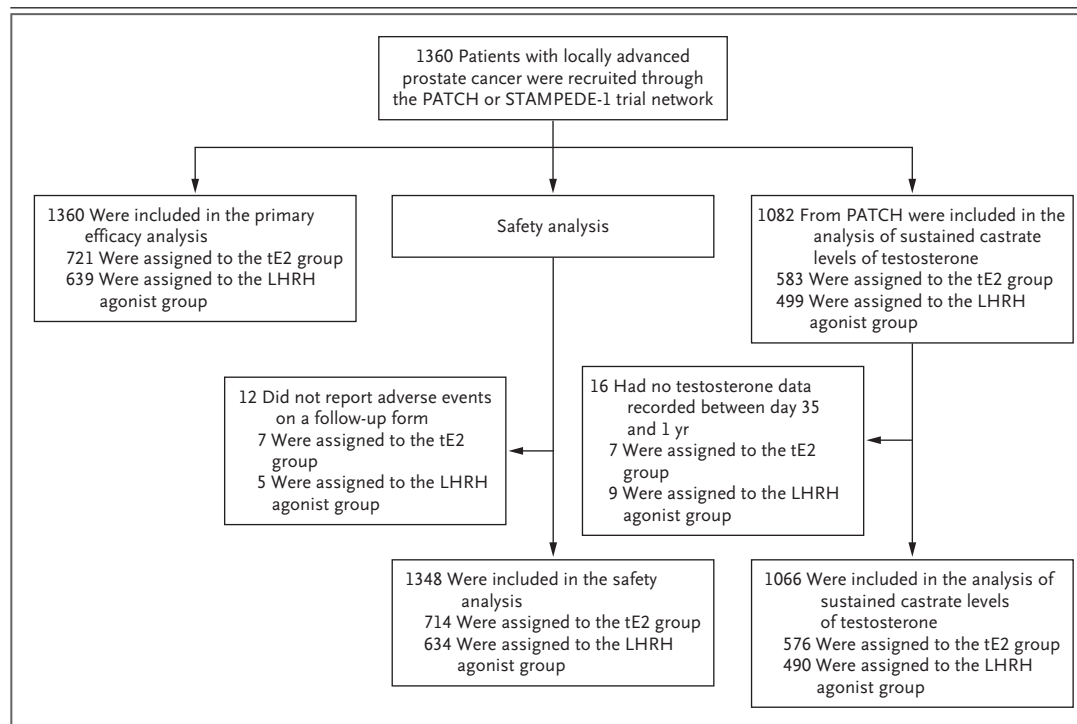 1360 Patients with locally advanced
prostate cancer were recruited through
the PATCH or STAMPEDE-1 trial network
1360 Were included in the primary
efficacy analysis
721 Were assigned to the tE2 group
639 Were assigned to the LHRH
agonist group
Safety analysis
1082 From PATCH were included in the
analysis of sustained castrate
levels of testosterone
583 Were assigned to the tE2 group
499 Were assigned to the LHRH
agonist group
12 Did not report adverse events
on a follow-up form
7 Were assigned to the tE2
group
5 Were assigned to the LHRH
agonist group
16 Had no testosterone data
recorded between day 35
and 1 yr
7 Were assigned to the tE2
group
9 Were assigned to the LHRH
agonist group
1348 Were included in the safety
analysis
714 Were assigned to the tE2 group
634 Were assigned to the LHRH
agonist group
1066 Were included in the analysis of
sustained castrate levels
of testosterone
576 Were assigned to the tE2 group
490 Were assigned to the LHRH
agonist group